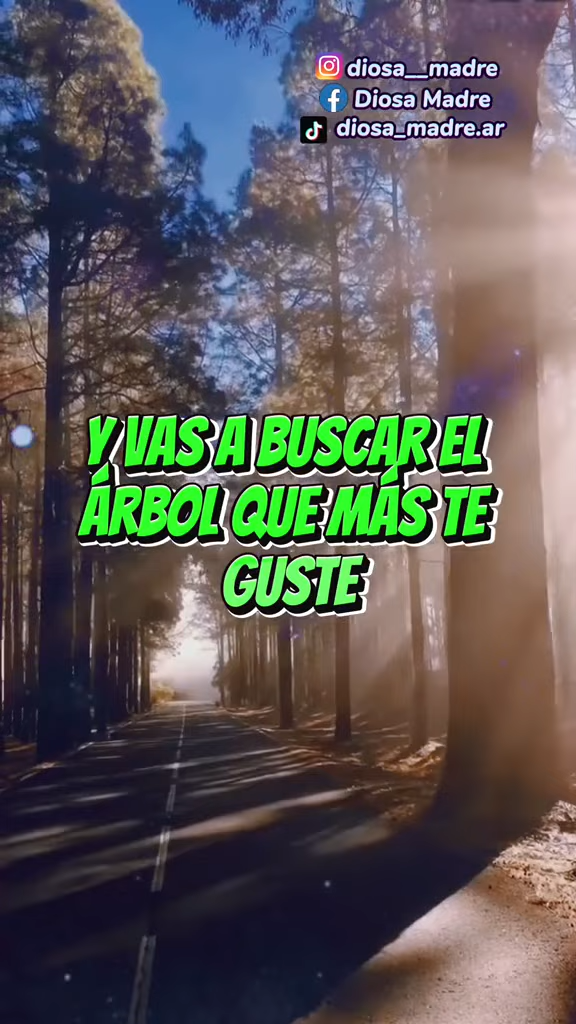 diosa__madre
Diosa Madre
diosa_madre.ar
Y VAS A BUSCAR EL
ÁRBOL QUE MÁS TE
GUSTE